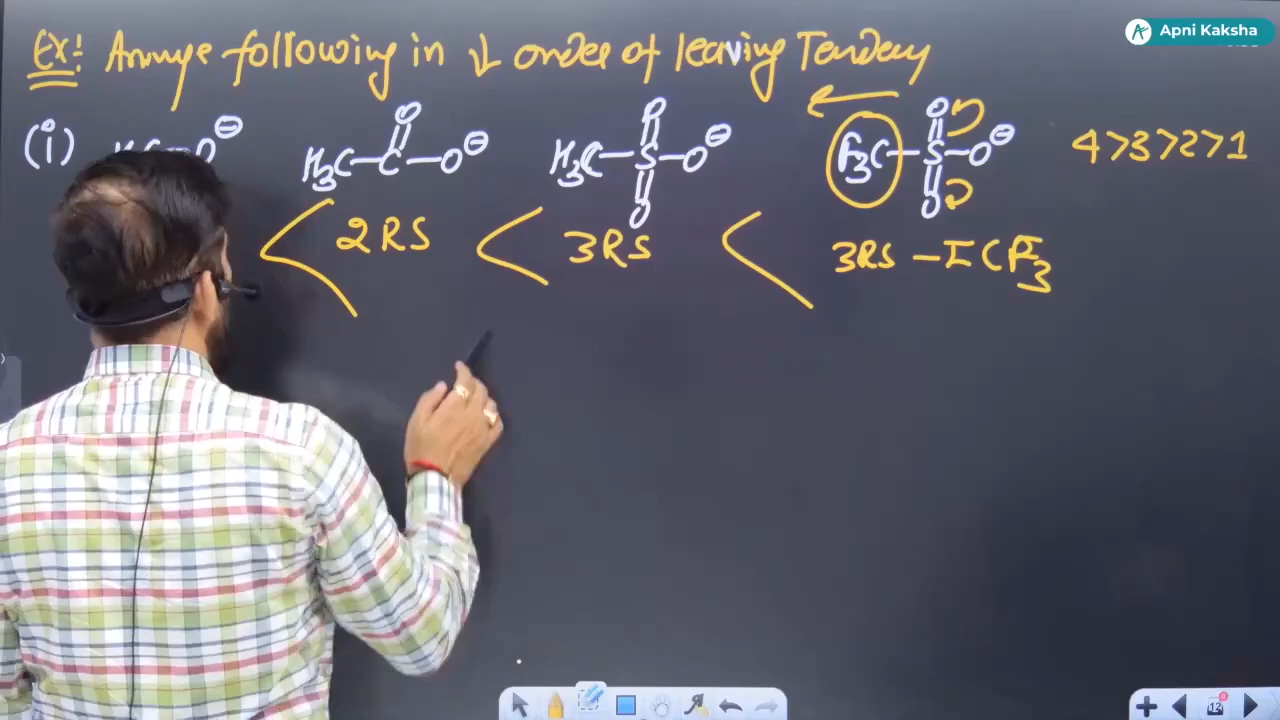 Apni Kaksha
Ex: Arrange following in ↓ order of leaving Tendency
(i) O⊖ H3C–C(=O)–O⊖ H3C–S(=O)(=O)–O⊖ F3C–S(=O)(=O)–O⊖ 4>3>2>1
< 2RS < 3RS < 3RS –I CF3
12